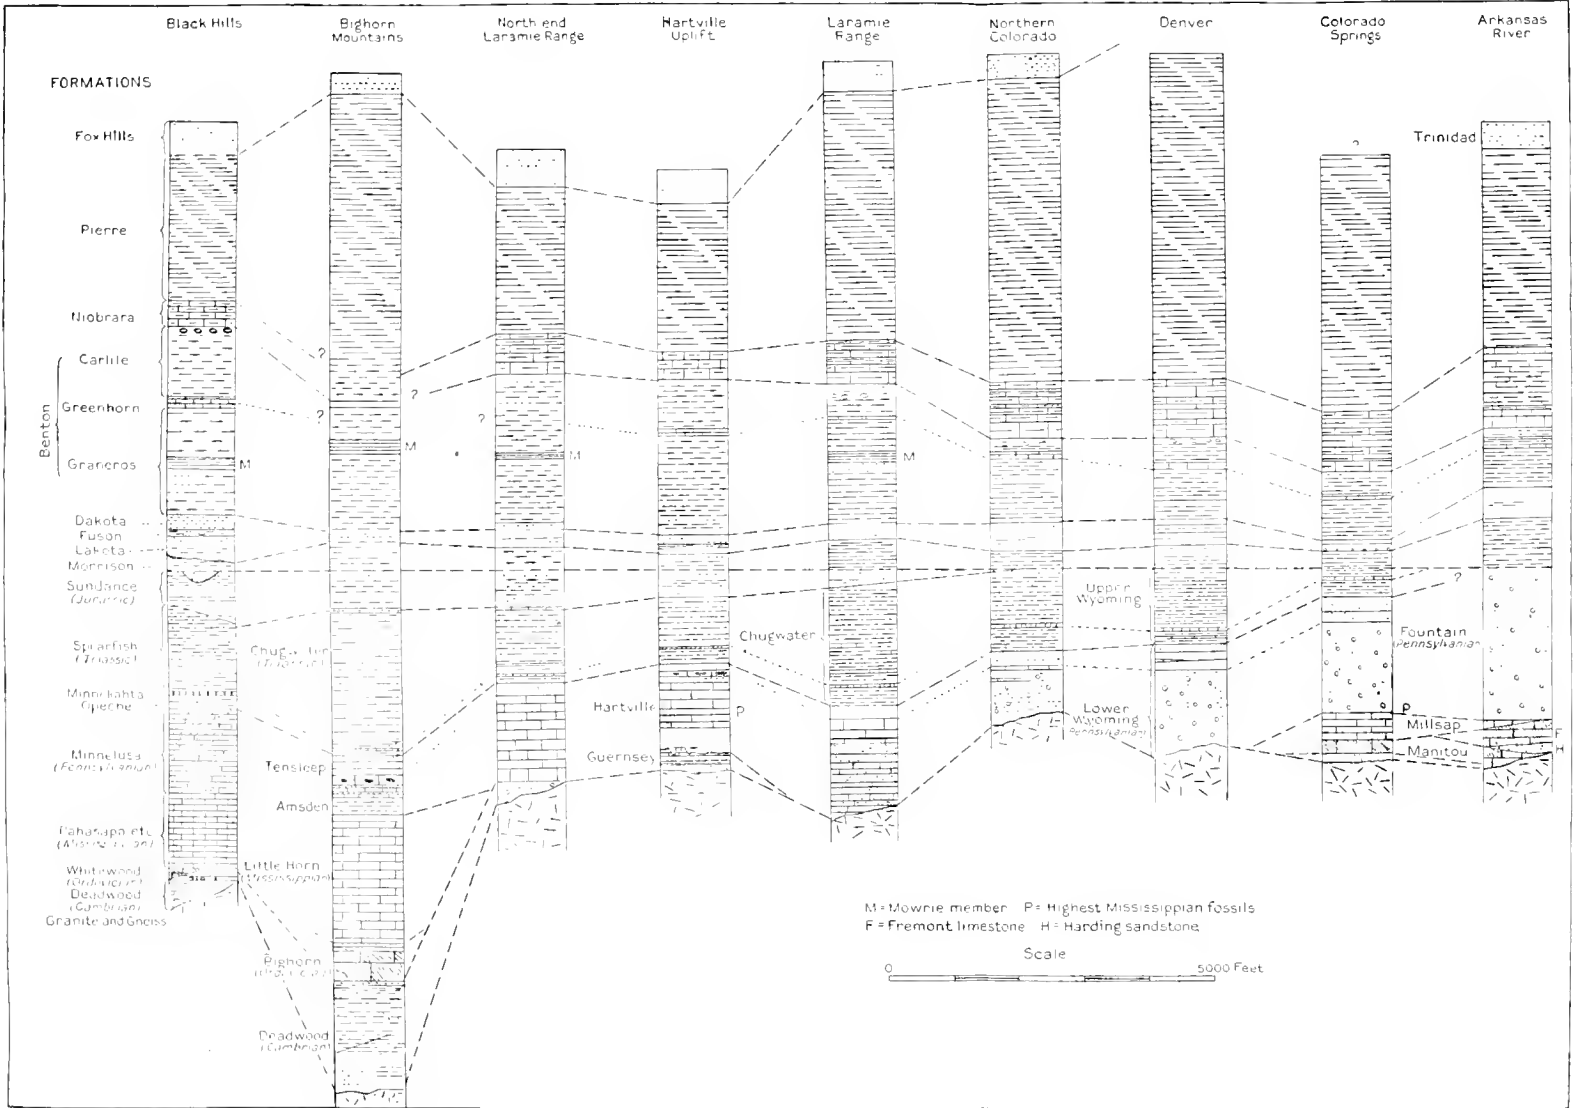 Black Hills
Bighorn
Mountains
North end
Laramie Range
Hartville
Uplift
Laramie
Range
Northern
Colorado
Denver
Colorado
Springs
Arkansas
River
FORMATIONS
Fox Hills
Pierre
Niobrara
Carlile
Greenhorn
Benton
Graneros
Dakota
Fuson
Lakota
Morrison
Sundance
(Jurassic)
Spearfish
(Triassic)
Minnekahta
Opeche
Minnelusa
(Pennsylvanian)
Pahasapa etc
(Mississippian)
Whitewood
(Ordovician)
Deadwood
(Cambrian)
Granite and Gneiss
M
?
?
Chugwater
(Triassic)
Tensleep
Amsden
Little Horn
(Mississippian)
Bighorn
(Ordovician)
Deadwood
(Cambrian)
M
?
?
M
Hartville
Guernsey
P
Chugwater
M
Upper
Wyoming
Lower
Wyoming
(Pennsylvanian)
?
Trinidad
?
Fountain
Pennsylvanian
P
Millsap
Manitou
F
H
M = Mowrie member P = Highest Mississippian fossils
F = Fremont limestone H = Harding sandstone
Scale
0 5000 Feet